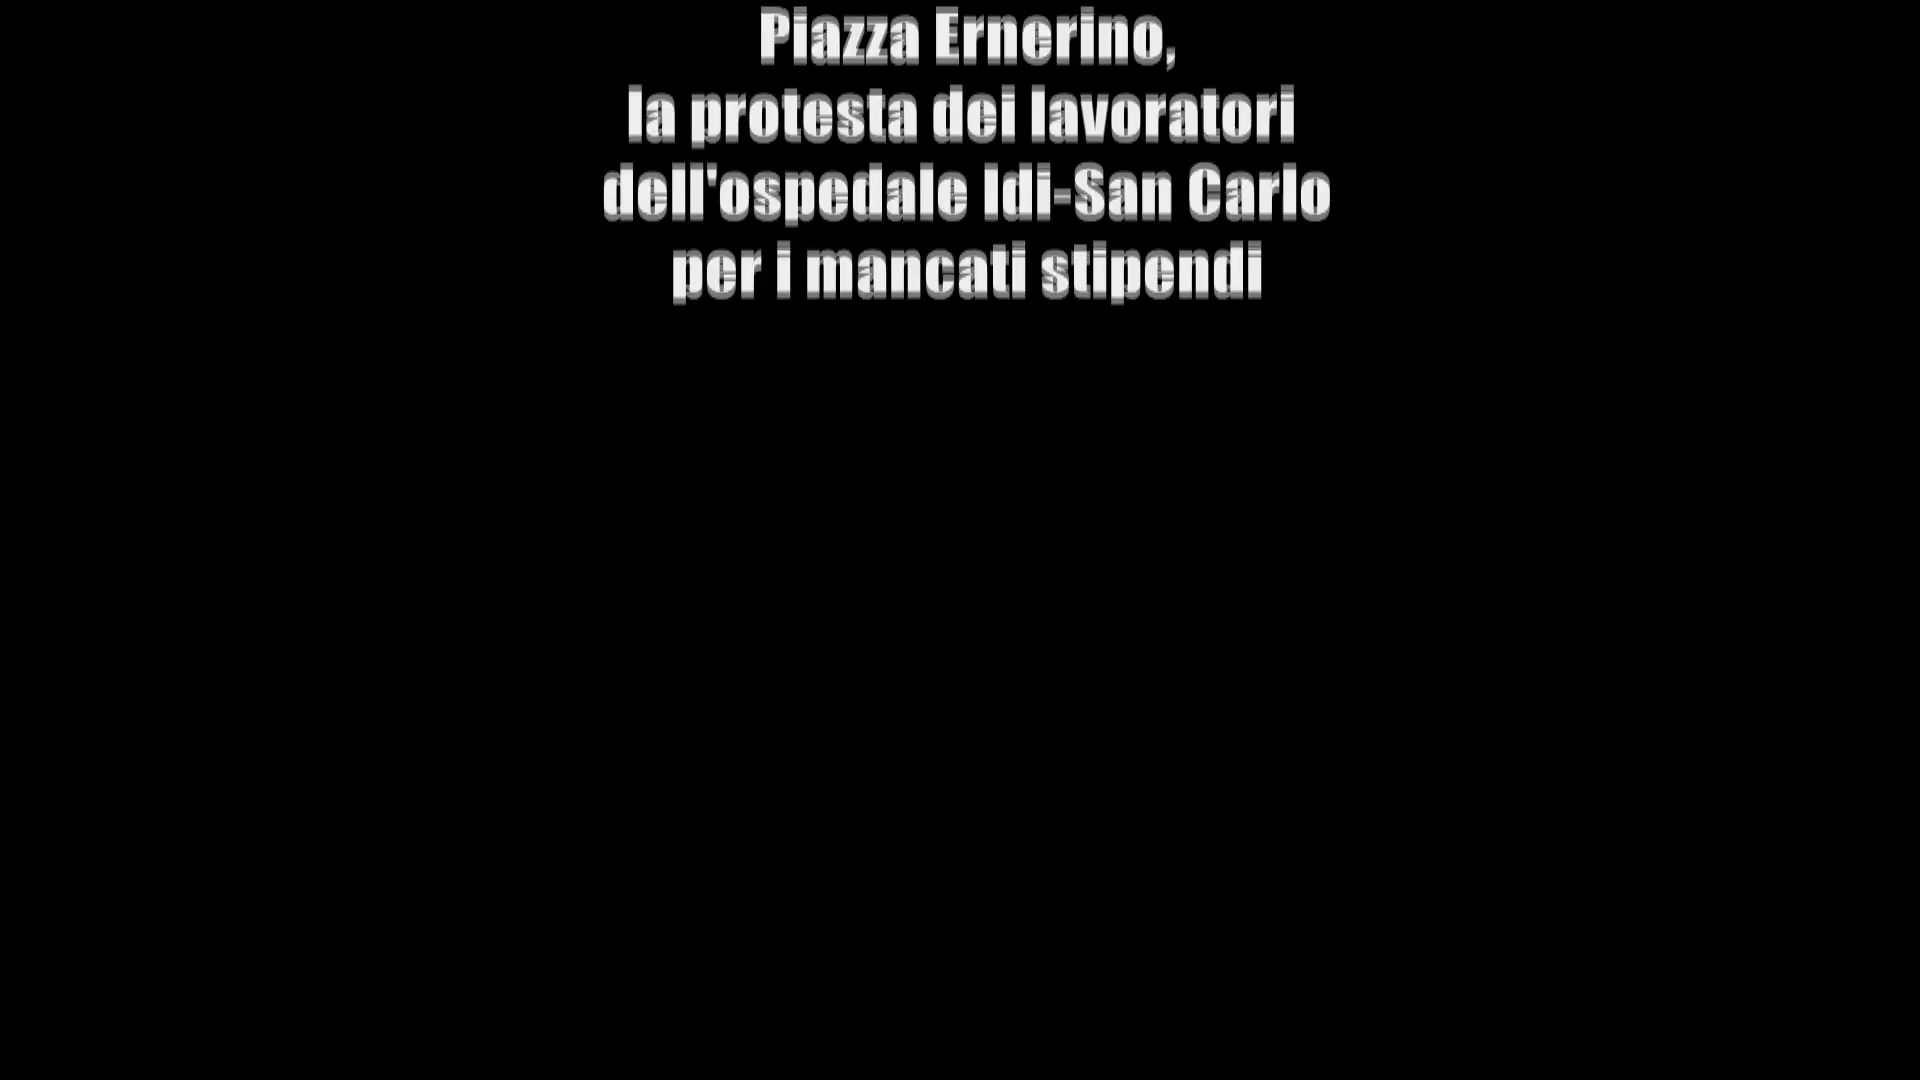 Piazza Ernerino,
la protesta dei lavoratori
dell'ospedale Idi-San Carlo
per i mancati stipendi